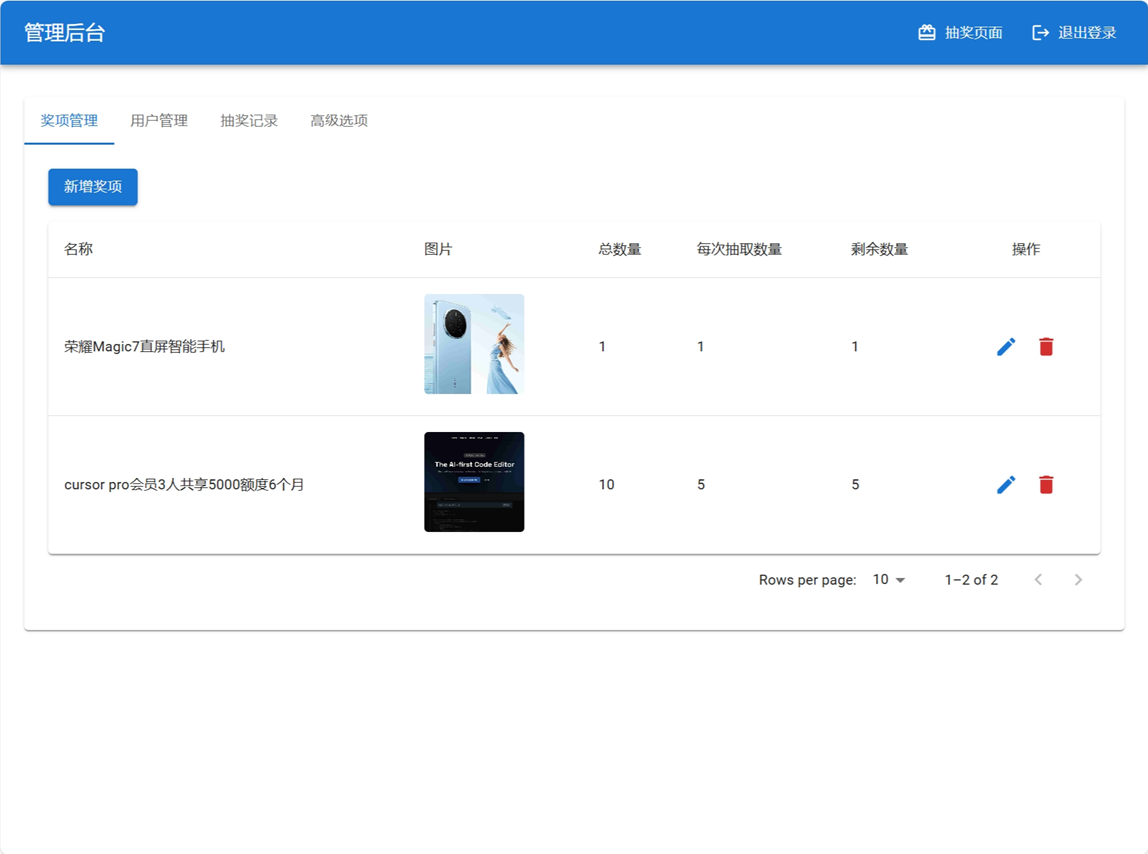 管理后台
抽奖页面
退出登录
奖项管理 用户管理 抽奖记录 高级选项
新增奖项
名称 图片 总数量 每次抽取数量 剩余数量 操作
荣耀Magic7直屏智能手机 1 1 1
The AI-first Code Editor
cursor pro会员3人共享5000额度6个月 10 5 5
Rows per page: 10 1–2 of 2